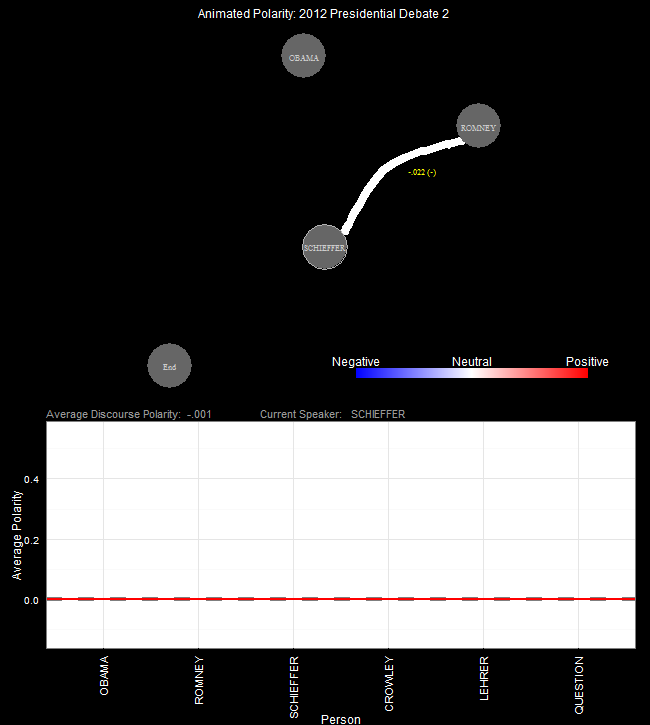 Animated Polarity: 2012 Presidential Debate 2
OBAMA
ROMNEY
-.022 (-)
SCHIEFFER
End
Negative Neutral Positive
Average Discourse Polarity: -.001 Current Speaker: SCHIEFFER
Average Polarity
0.4
0.2
0.0
OBAMA
ROMNEY
SCHIEFFER
CROWLEY
LEHRER
QUESTION
Person